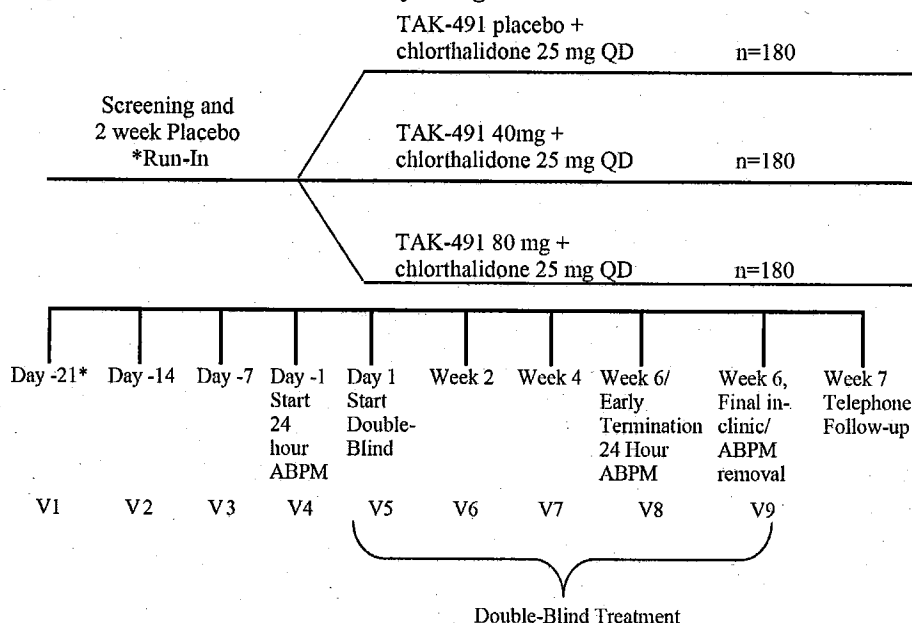 TAK-491 placebo +
chlorthalidone 25 mg QD n=180
Screening and
2 week Placebo
*Run-In
TAK-491 40mg +
chlorthalidone 25 mg QD n=180
TAK-491 80 mg +
chlorthalidone 25 mg QD n=180
Day -21* Day -14 Day -7 Day -1 Day 1 Week 2 Week 4 Week 6/ Week 6, Week 7
Start Start Early Final in- Telephone
24 Double- Termination clinic/ Follow-up
hour Blind 24 Hour ABPM
ABPM ABPM removal
V1 V2 V3 V4 V5 V6 V7 V8 V9
Double-Blind Treatment